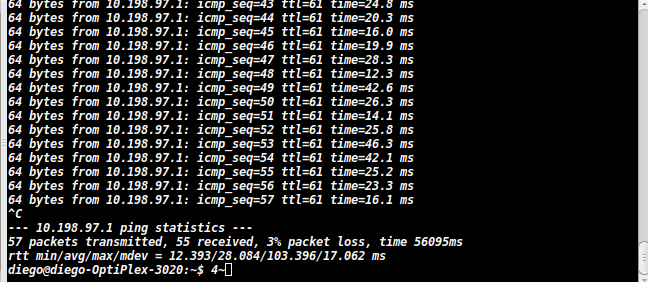 64 bytes from 10.198.97.1: icmp_seq=43 ttl=61 time=24.8 ms
64 bytes from 10.198.97.1: icmp_seq=44 ttl=61 time=20.3 ms
64 bytes from 10.198.97.1: icmp_seq=45 ttl=61 time=16.0 ms
64 bytes from 10.198.97.1: icmp_seq=46 ttl=61 time=19.9 ms
64 bytes from 10.198.97.1: icmp_seq=47 ttl=61 time=28.3 ms
64 bytes from 10.198.97.1: icmp_seq=48 ttl=61 time=12.3 ms
64 bytes from 10.198.97.1: icmp_seq=49 ttl=61 time=42.6 ms
64 bytes from 10.198.97.1: icmp_seq=50 ttl=61 time=26.3 ms
64 bytes from 10.198.97.1: icmp_seq=51 ttl=61 time=14.1 ms
64 bytes from 10.198.97.1: icmp_seq=52 ttl=61 time=25.8 ms
64 bytes from 10.198.97.1: icmp_seq=53 ttl=61 time=46.3 ms
64 bytes from 10.198.97.1: icmp_seq=54 ttl=61 time=42.1 ms
64 bytes from 10.198.97.1: icmp_seq=55 ttl=61 time=25.2 ms
64 bytes from 10.198.97.1: icmp_seq=56 ttl=61 time=23.3 ms
64 bytes from 10.198.97.1: icmp_seq=57 ttl=61 time=16.1 ms
^C
--- 10.198.97.1 ping statistics ---
57 packets transmitted, 55 received, 3% packet loss, time 56095ms
rtt min/avg/max/mdev = 12.393/28.084/103.396/17.062 ms
diego@diego-OptiPlex-3020:~$ 4~